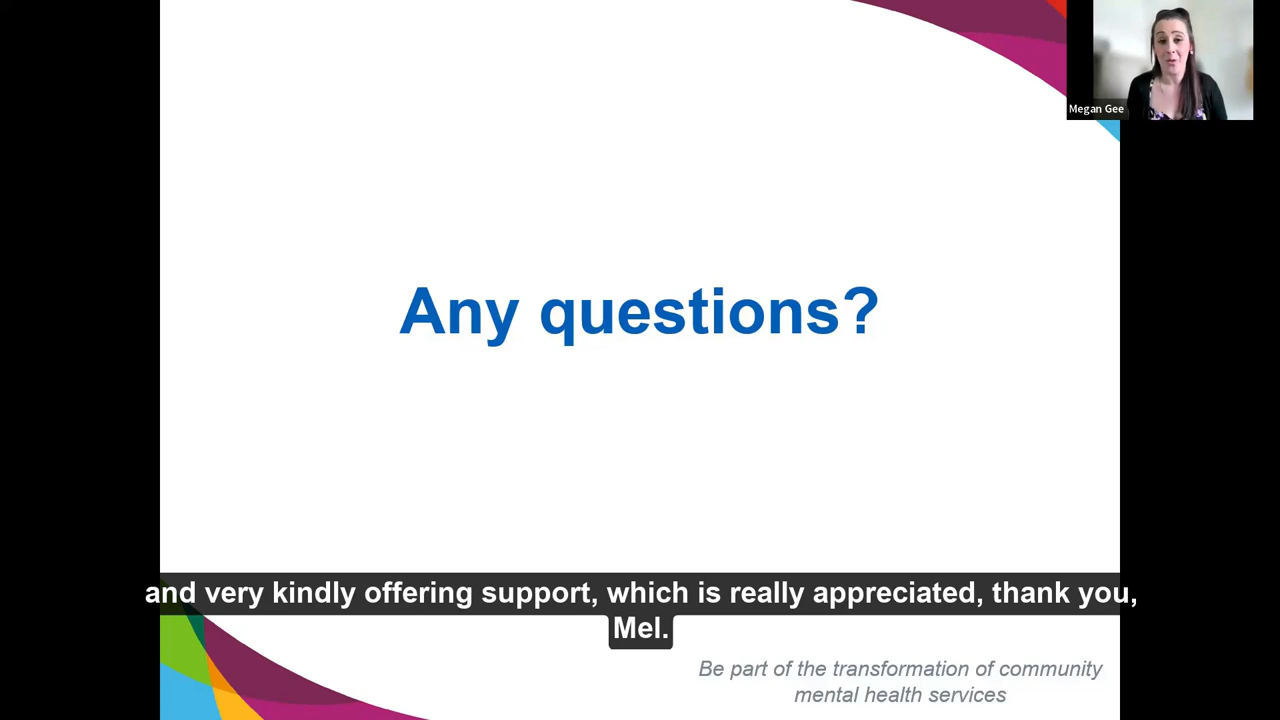 Megan Gee
Any questions?
and very kindly offering support, which is really appreciated, thank you,
Mel.
Be part of the transformation of community
mental health services